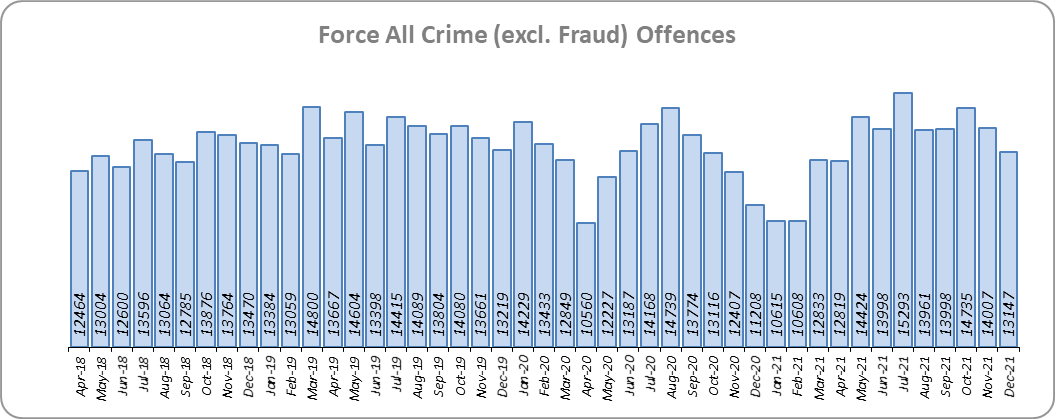 Force All Crime (excl. Fraud) Offences
12464 13004 12600 13596 13064 12785 13876 13764 13470 13384 13059 14800 13667 14604 13398 14415 14089 13804 14080 13661 13219 14229 13433 12849 10560 12227 13187 14168 14739 13774 13116 12407 11208 10615 10608 12833 12819 14424 13998 15293 13961 13998 14735 14007 13147
Apr-18 May-18 Jun-18 Jul-18 Aug-18 Sep-18 Oct-18 Nov-18 Dec-18 Jan-19 Feb-19 Mar-19 Apr-19 May-19 Jun-19 Jul-19 Aug-19 Sep-19 Oct-19 Nov-19 Dec-19 Jan-20 Feb-20 Mar-20 Apr-20 May-20 Jun-20 Jul-20 Aug-20 Sep-20 Oct-20 Nov-20 Dec-20 Jan-21 Feb-21 Mar-21 Apr-21 May-21 Jun-21 Jul-21 Aug-21 Sep-21 Oct-21 Nov-21 Dec-21